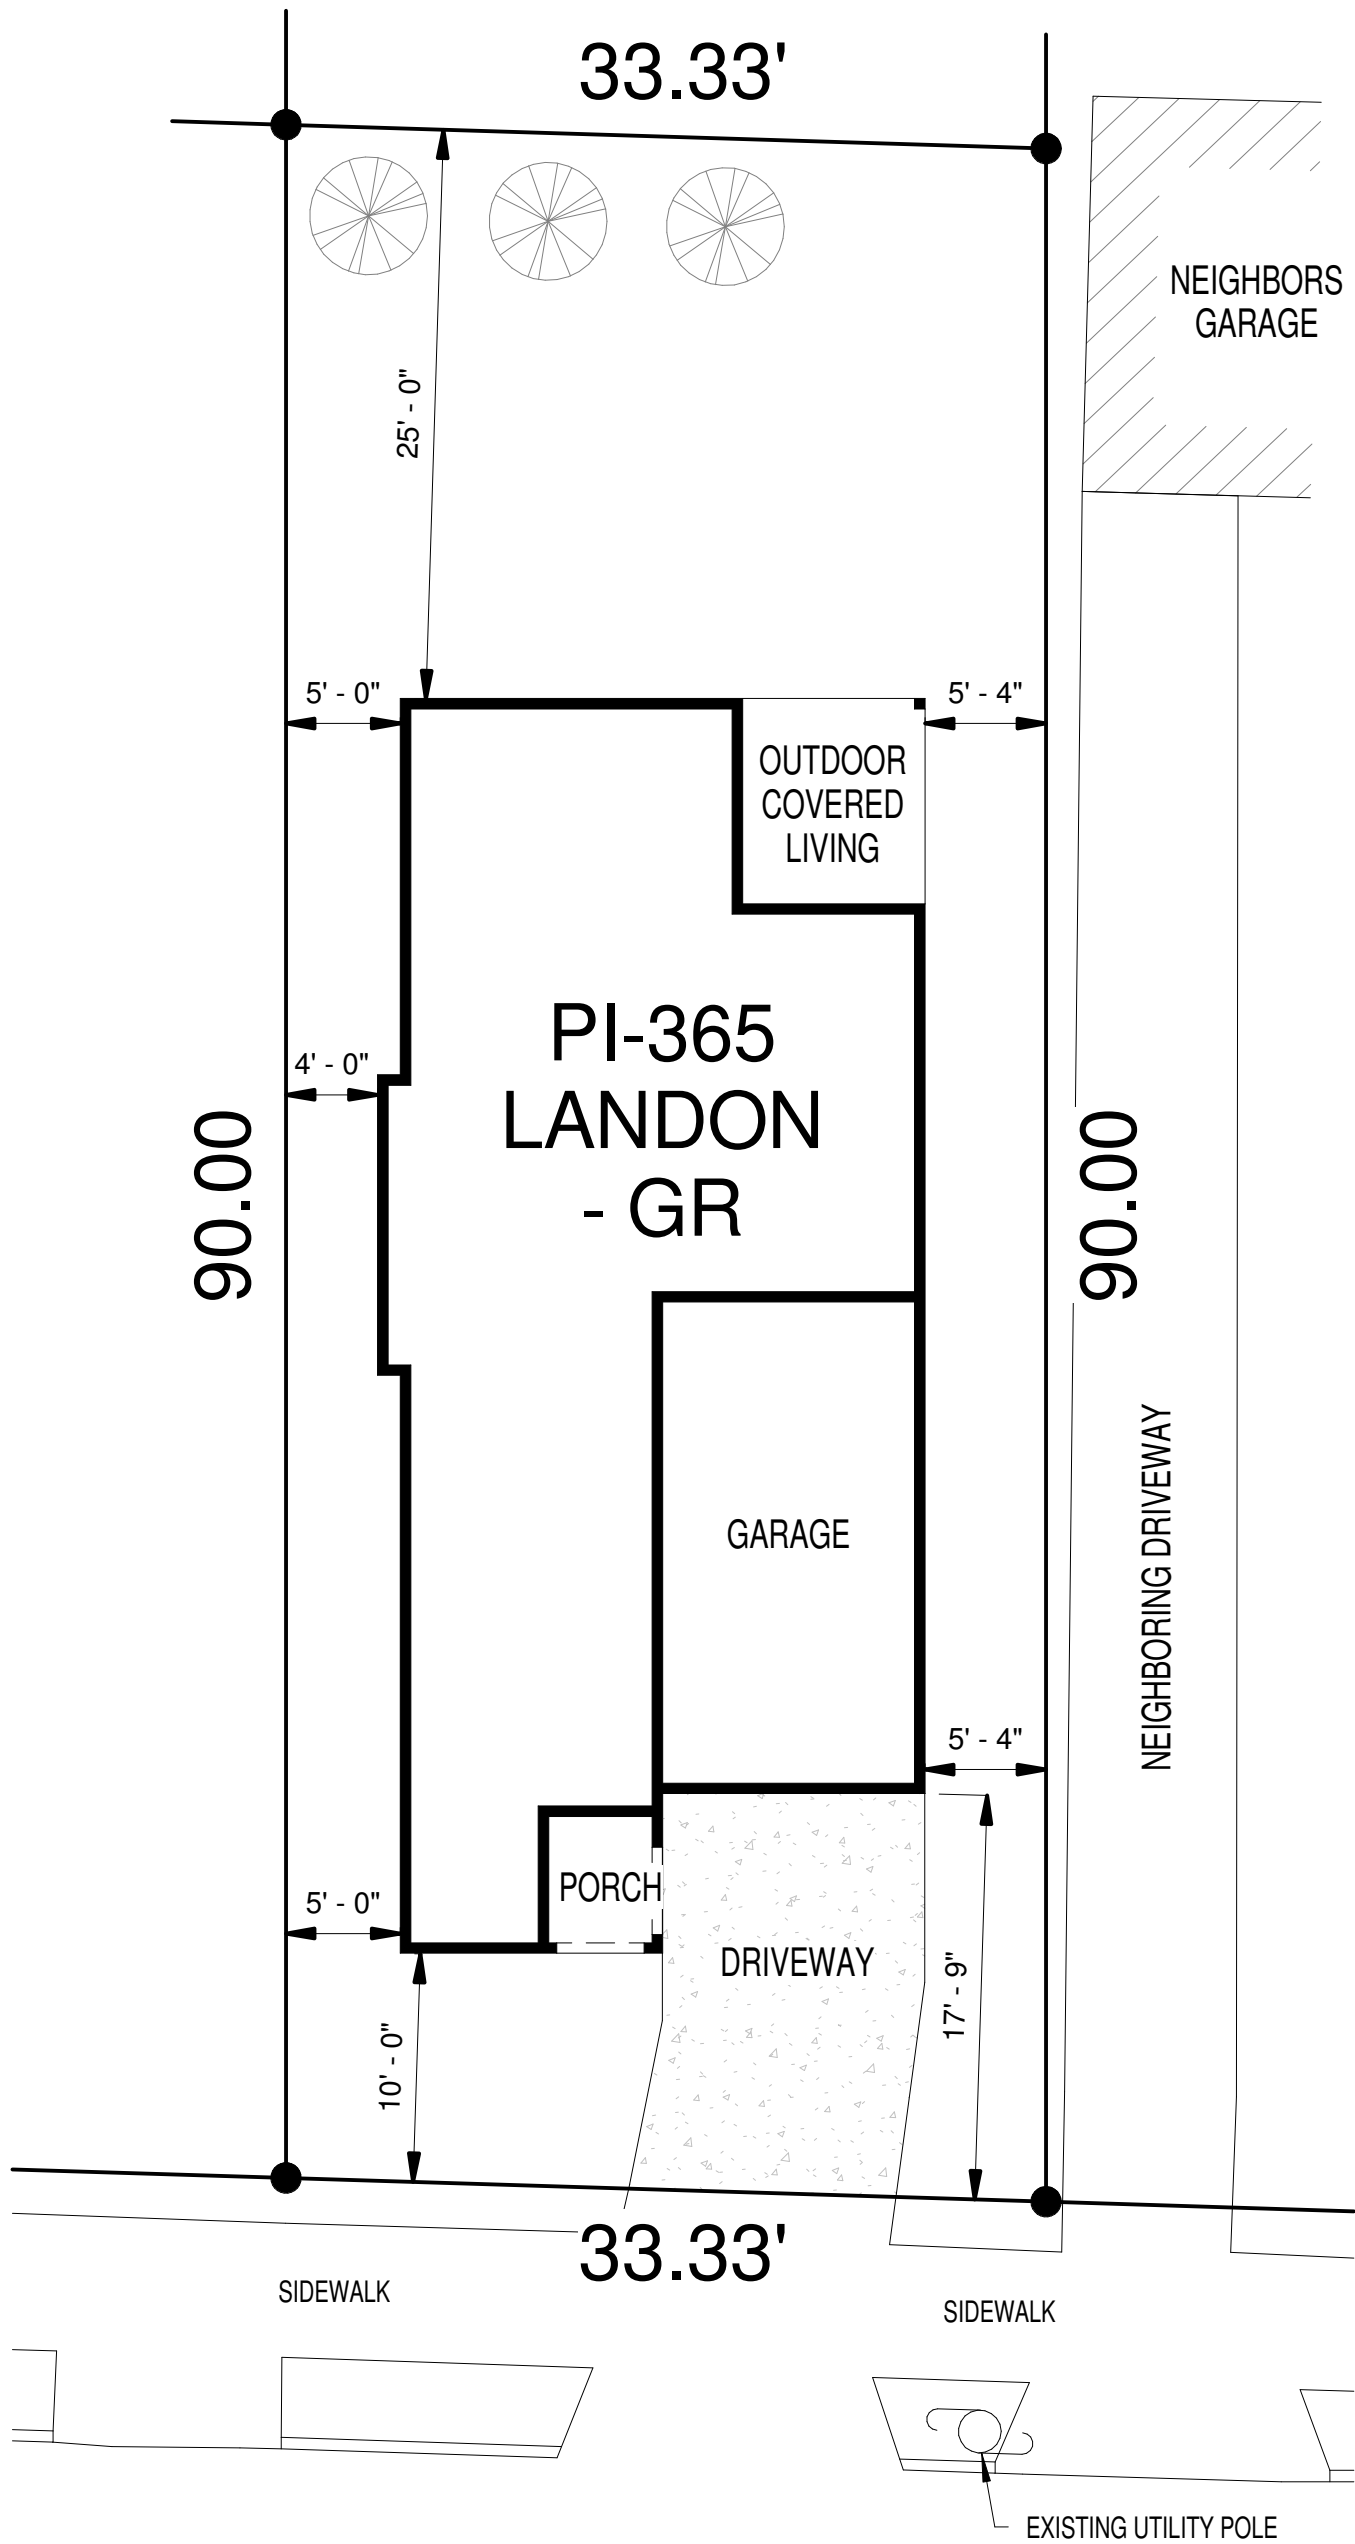 33.33'
NEIGHBORS
GARAGE
25' - 0"
5' - 0"
5' - 4"
OUTDOOR
COVERED
LIVING
PI-365
LANDON
- GR
4' - 0"
90.00
90.00
NEIGHBORING DRIVEWAY
GARAGE
5' - 4"
PORCH
5' - 0"
DRIVEWAY
17' - 9"
10' - 0"
33.33'
SIDEWALK
SIDEWALK
EXISTING UTILITY POLE